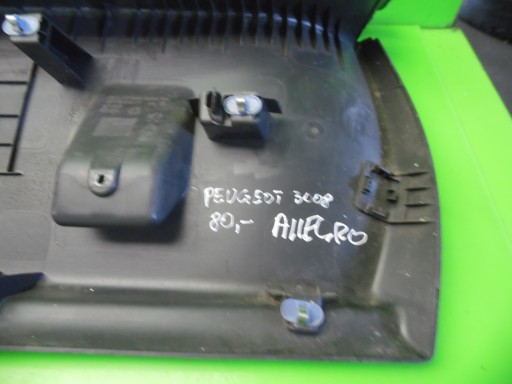 PEUGEOT 3008
80,- ALLEGRO